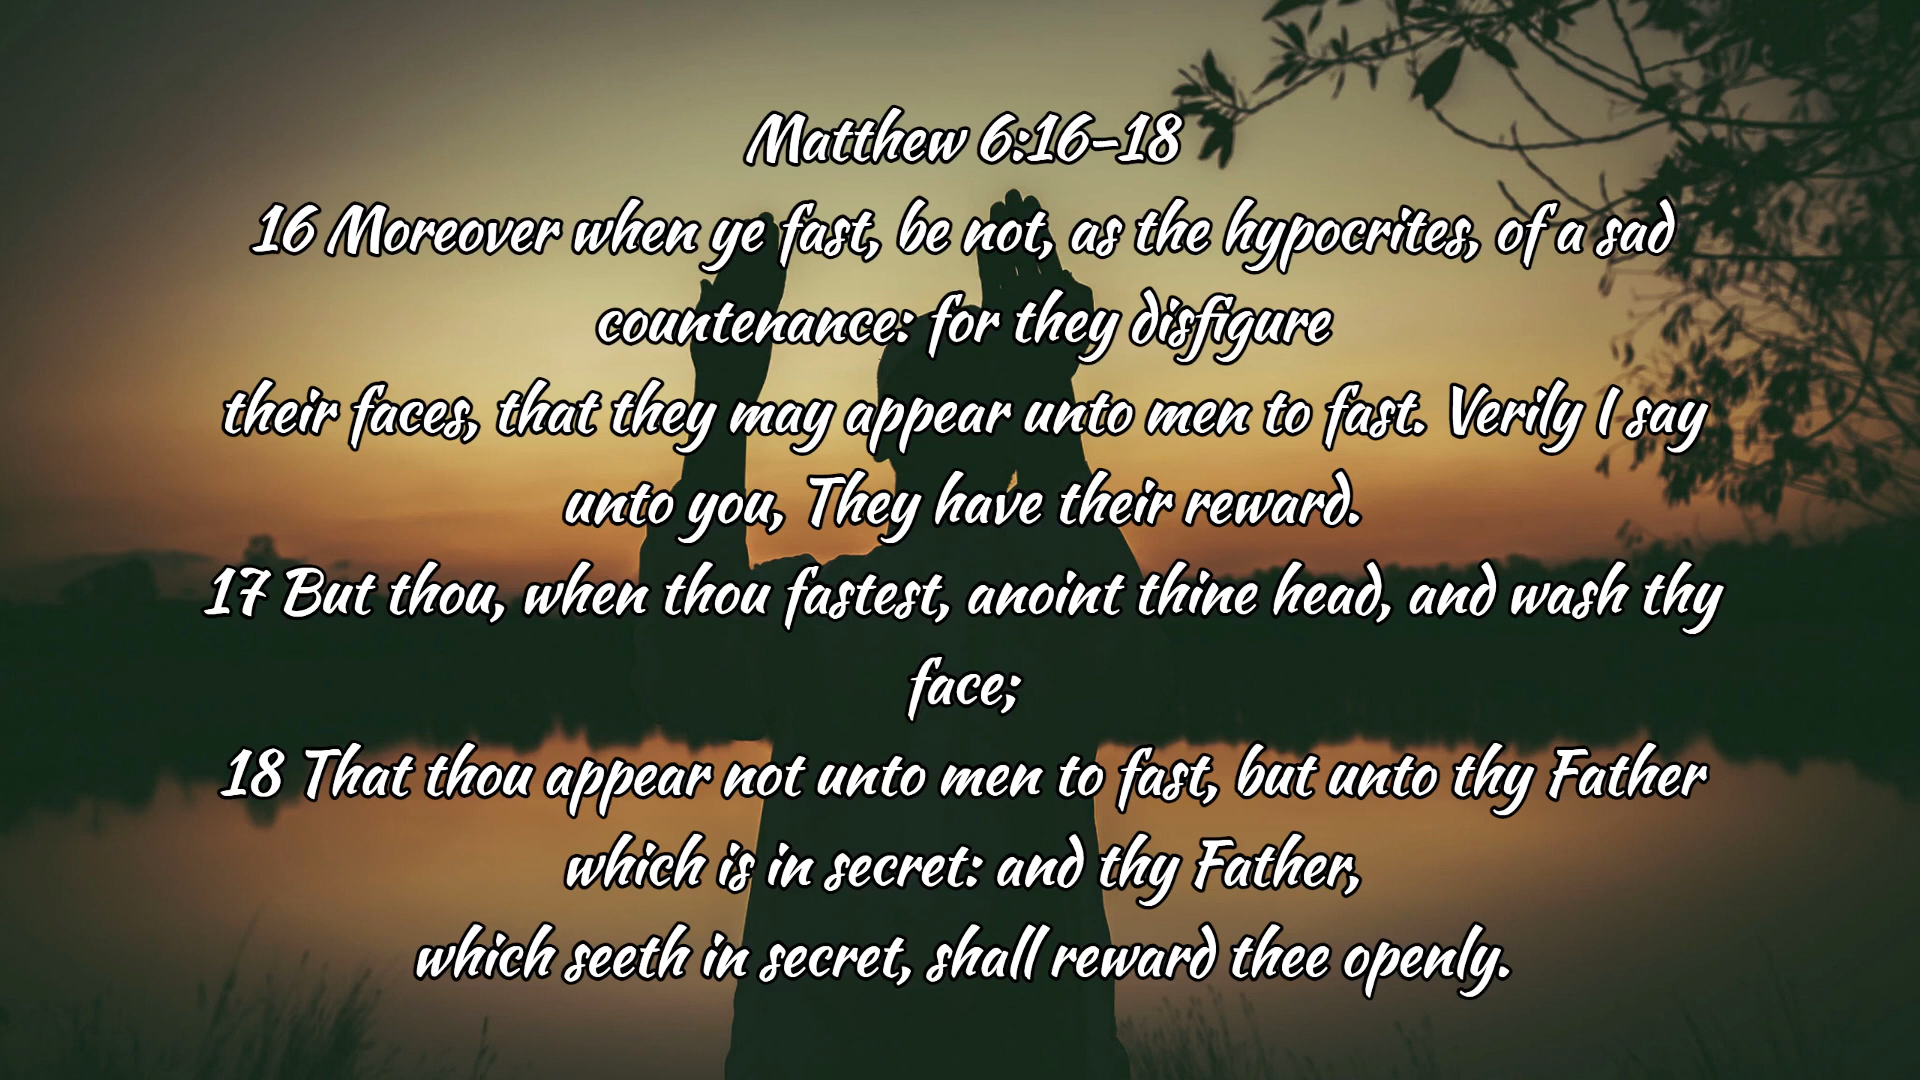 Matthew 6:16–18
16 Moreover when ye fast, be not, as the hypocrites, of a sad
countenance: for they disfigure
their faces, that they may appear unto men to fast. Verily I say
unto you, They have their reward.
17 But thou, when thou fastest, anoint thine head, and wash thy
face;
18 That thou appear not unto men to fast, but unto thy Father
which is in secret: and thy Father,
which seeth in secret, shall reward thee openly.